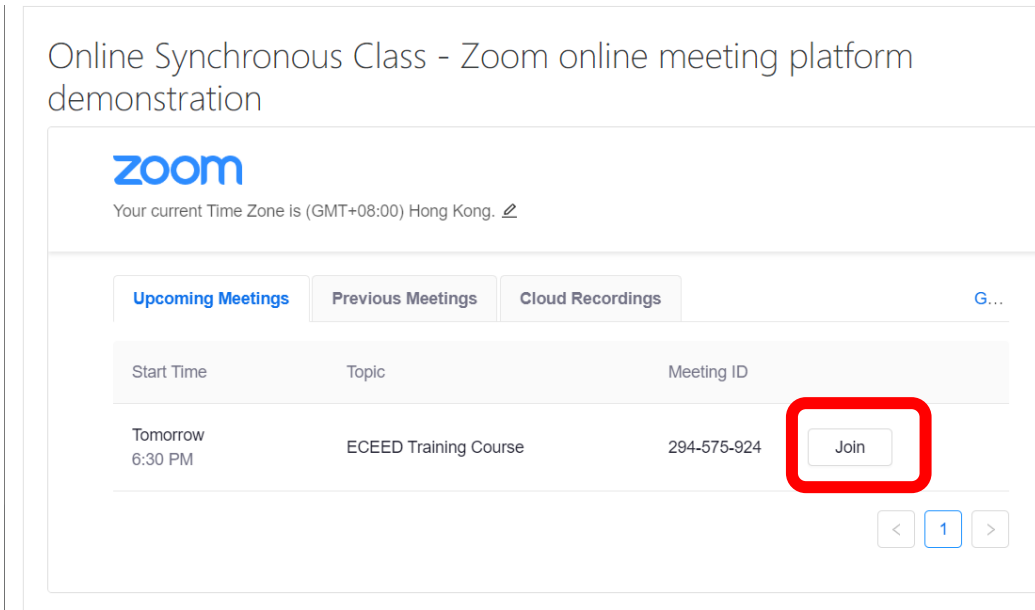 Online Synchronous Class - Zoom online meeting platform
demonstration
zoom
Your current Time Zone is (GMT+08:00) Hong Kong.
Upcoming Meetings Previous Meetings Cloud Recordings G...
Start Time Topic Meeting ID
Tomorrow
6:30 PM ECEED Training Course 294-575-924 Join
< 1 >